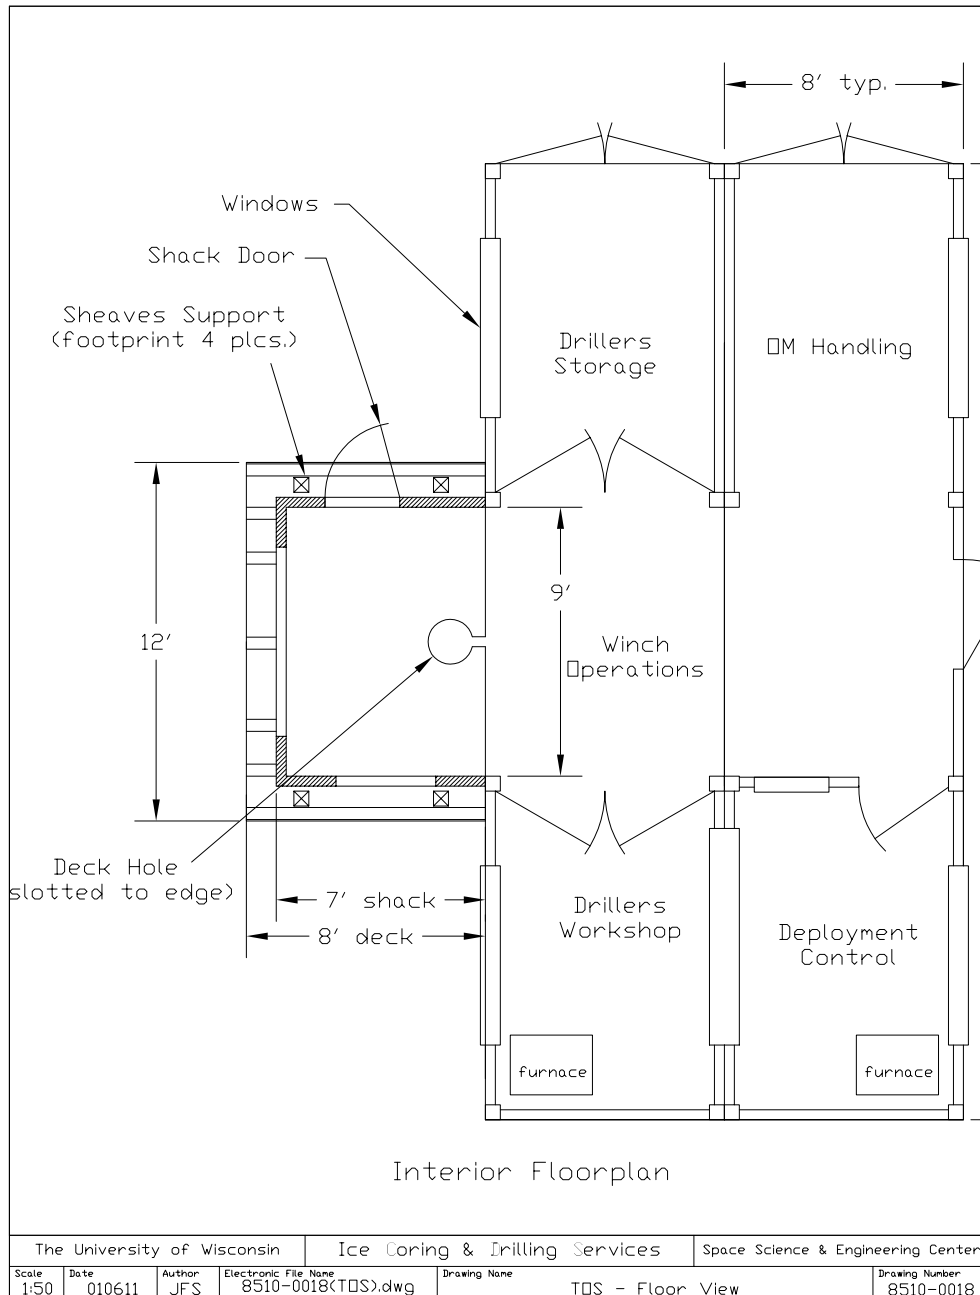 8' typ.
Windows
Shack Door
Sheaves Support
(footprint 4 plcs.)
Drillers
Storage
OM Handling
9'
12'
Winch
Operations
Deck Hole
slotted to edge)
7' shack
8' deck
Drillers
Workshop
Deployment
Control
furnace
furnace
Interior Floorplan
The University of Wisconsin
Ice Coring & Drilling Services
Space Science & Engineering Center
Scale
1:50
Date
010611
Author
JFS
Electronic File Name
8510-0018(TOS).dwg
Drawing Name
TOS - Floor View
Drawing Number
8510-0018